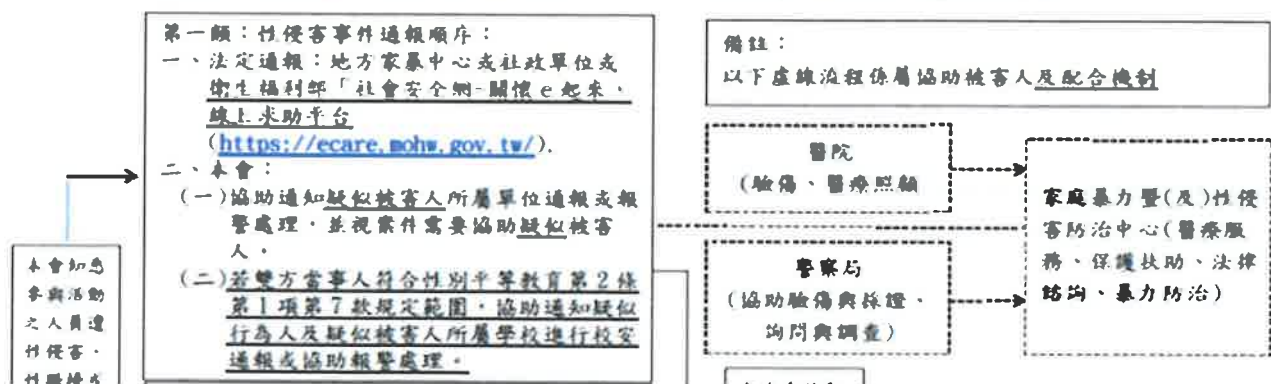 第一類：性侵害事件通報順序：
一、法定通報：地方家暴中心或社政單位或
衛生福利部「社會安全網-關懷e起來，
線上求助平台
(https://ecare.mohw.gov.tw/).
二、本會：
(一)協助通知疑似被害人所屬單位通報或報
警處理，並視案件需要協助疑似被害
人。
(二)若雙方當事人符合性別平等教育第2條
第1項第7款規定範圍，協助通知疑似
行為人及疑似被害人所屬學校進行校安
通報或協助報警處理。
備註：
以下虛線流程係屬協助被害人及配合機制
醫院
(驗傷、醫療照顧
警察局
(協助驗傷與採證、
詢問與調查)
家庭暴力暨(及)性侵
害防治中心(醫療服
務、保護扶助、法律
諮詢、暴力防治)
本會知悉
參與活動
之人員遭
性侵害、
性騷擾或